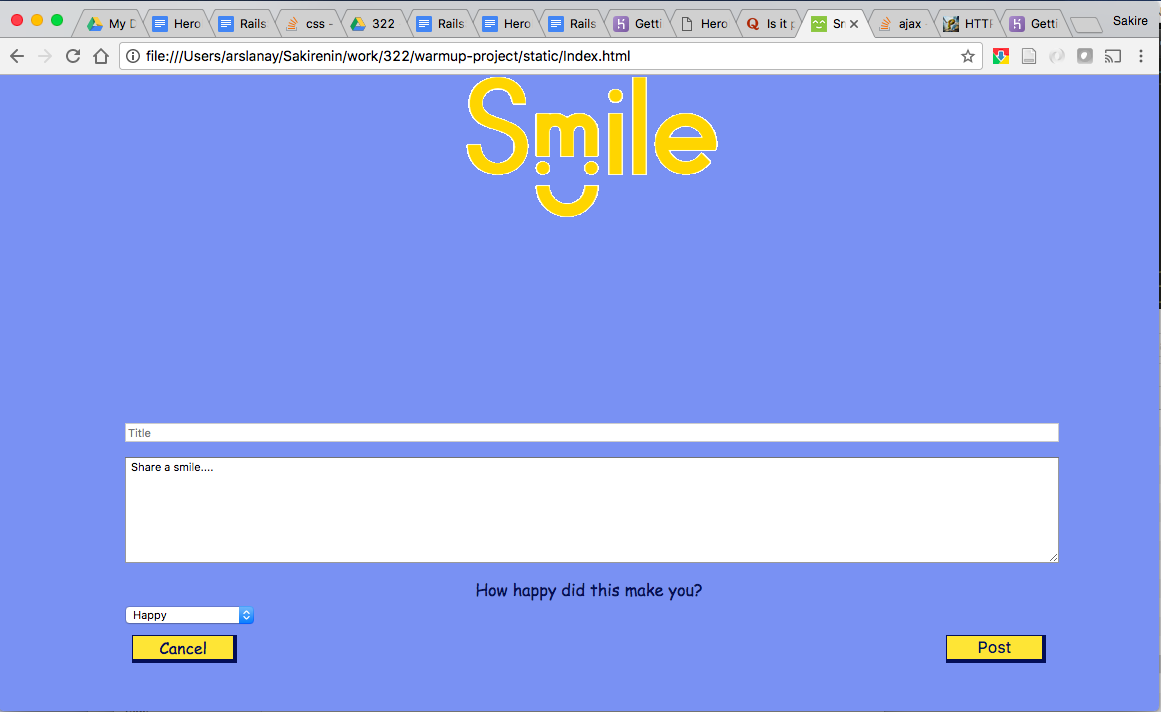 My D Hero Rails css - 322 Rails Hero Rails Getti Hero Is it p Sm ajax - HTTP Getti Sakire
file:///Users/arslanay/Sakirenin/work/322/warmup-project/static/Index.html
Smile
Title
Share a smile....
How happy did this make you?
Happy
Cancel Post